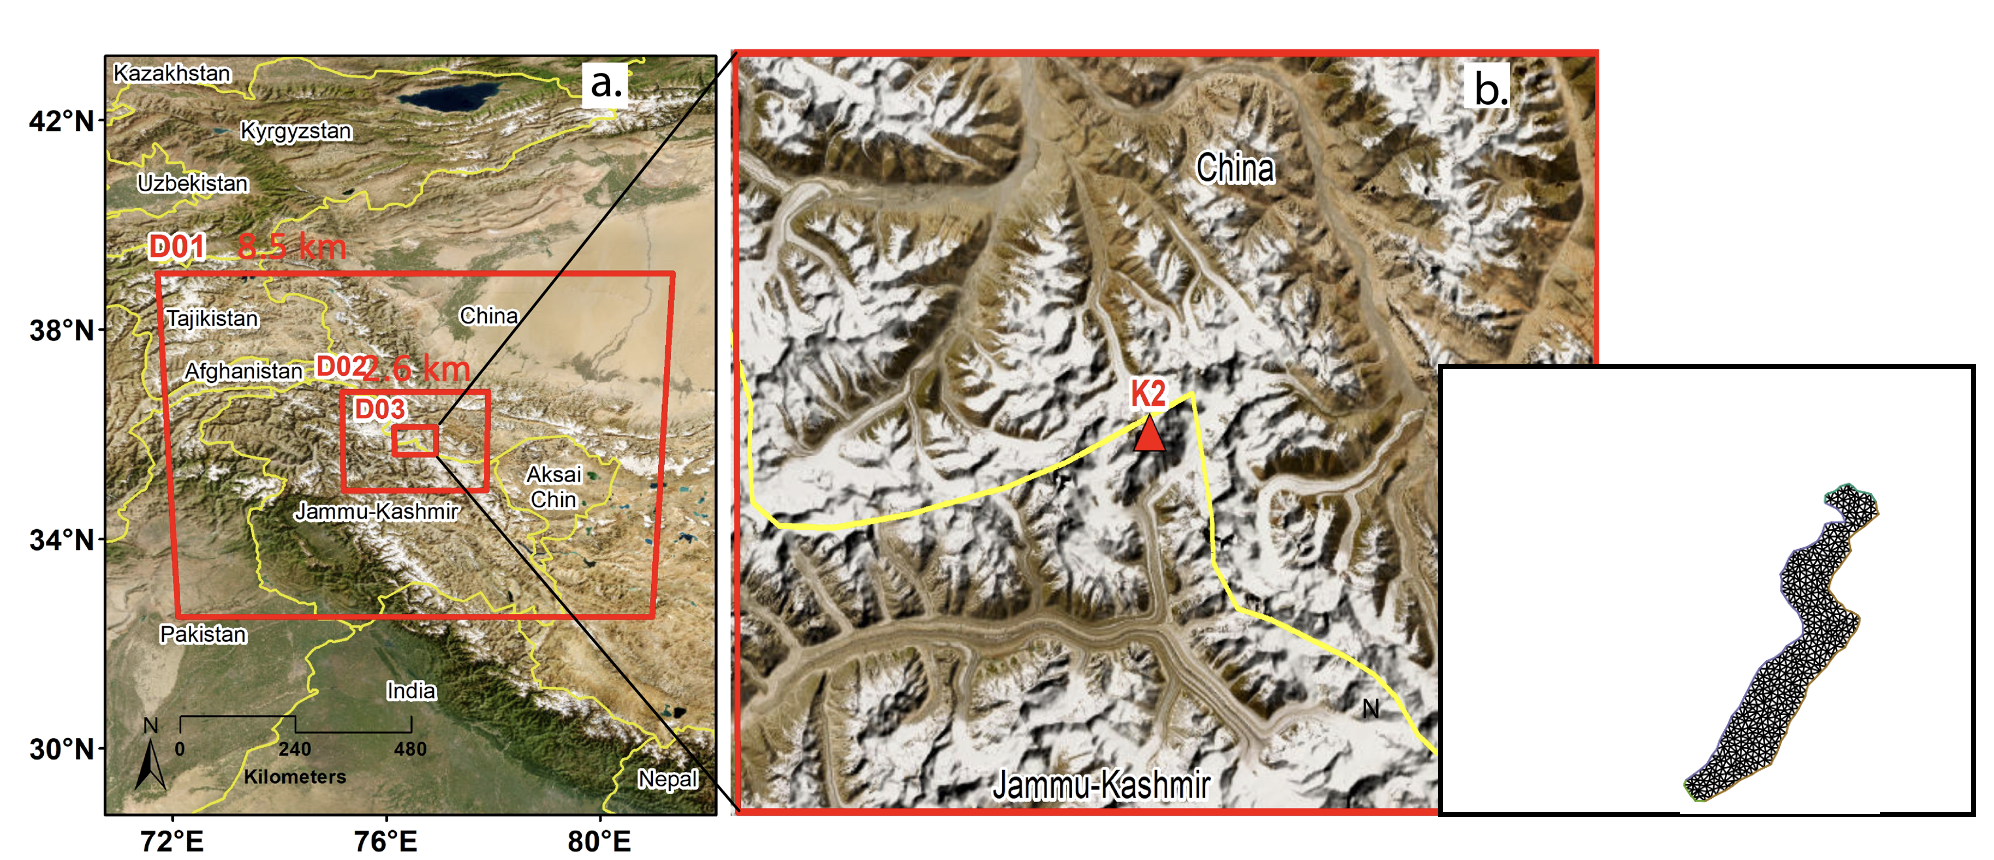 Kazakhstan
a.
42°N
Kyrgyzstan
Uzbekistan
D01 8.5 km
Tajikistan
China
38°N
Afghanistan
D02 2.6 km
D03
Aksai
Chin
Jammu-Kashmir
34°N
Pakistan
India
N
0 240 480
Kilometers
30°N
Nepal
72°E 76°E 80°E
b.
China
K2
N
Jammu-Kashmir